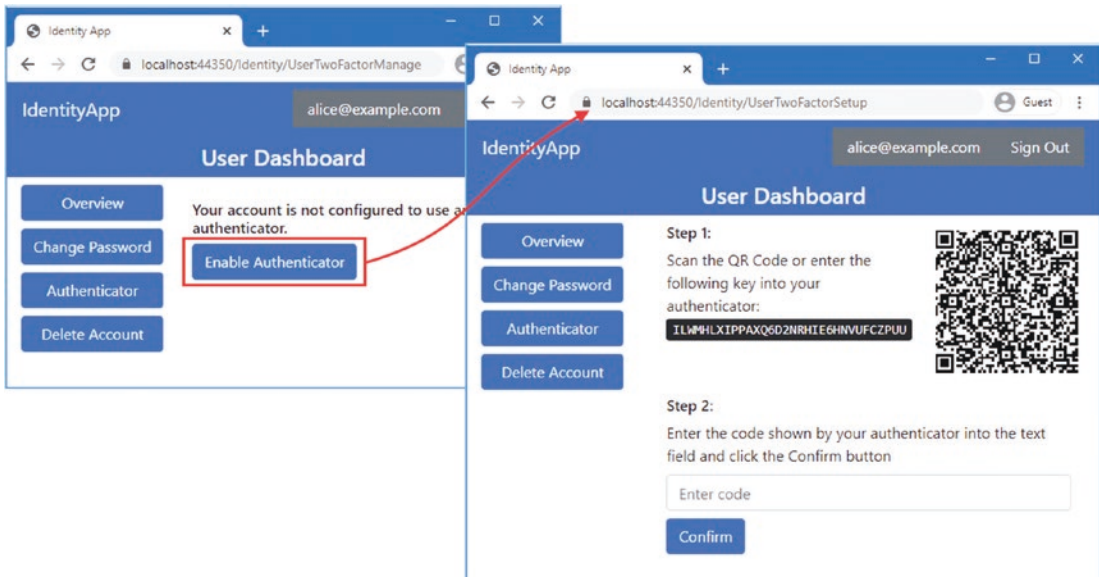 Identity App
localhost:44350/Identity/UserTwoFactorManage
IdentityApp
alice@example.com
User Dashboard
Overview
Change Password
Authenticator
Delete Account
Your account is not configured to use
authenticator.
Enable Authenticator
Identity App
localhost:44350/Identity/UserTwoFactorSetup
Guest
IdentityApp
alice@example.com Sign Out
User Dashboard
Overview
Change Password
Authenticator
Delete Account
Step 1:
Scan the QR Code or enter the
following key into your
authenticator:
ILWMHLXIPPAXQ6D2NRHIE6HNVUFCZPUU
Step 2:
Enter the code shown by your authenticator into the text
field and click the Confirm button
Enter code
Confirm